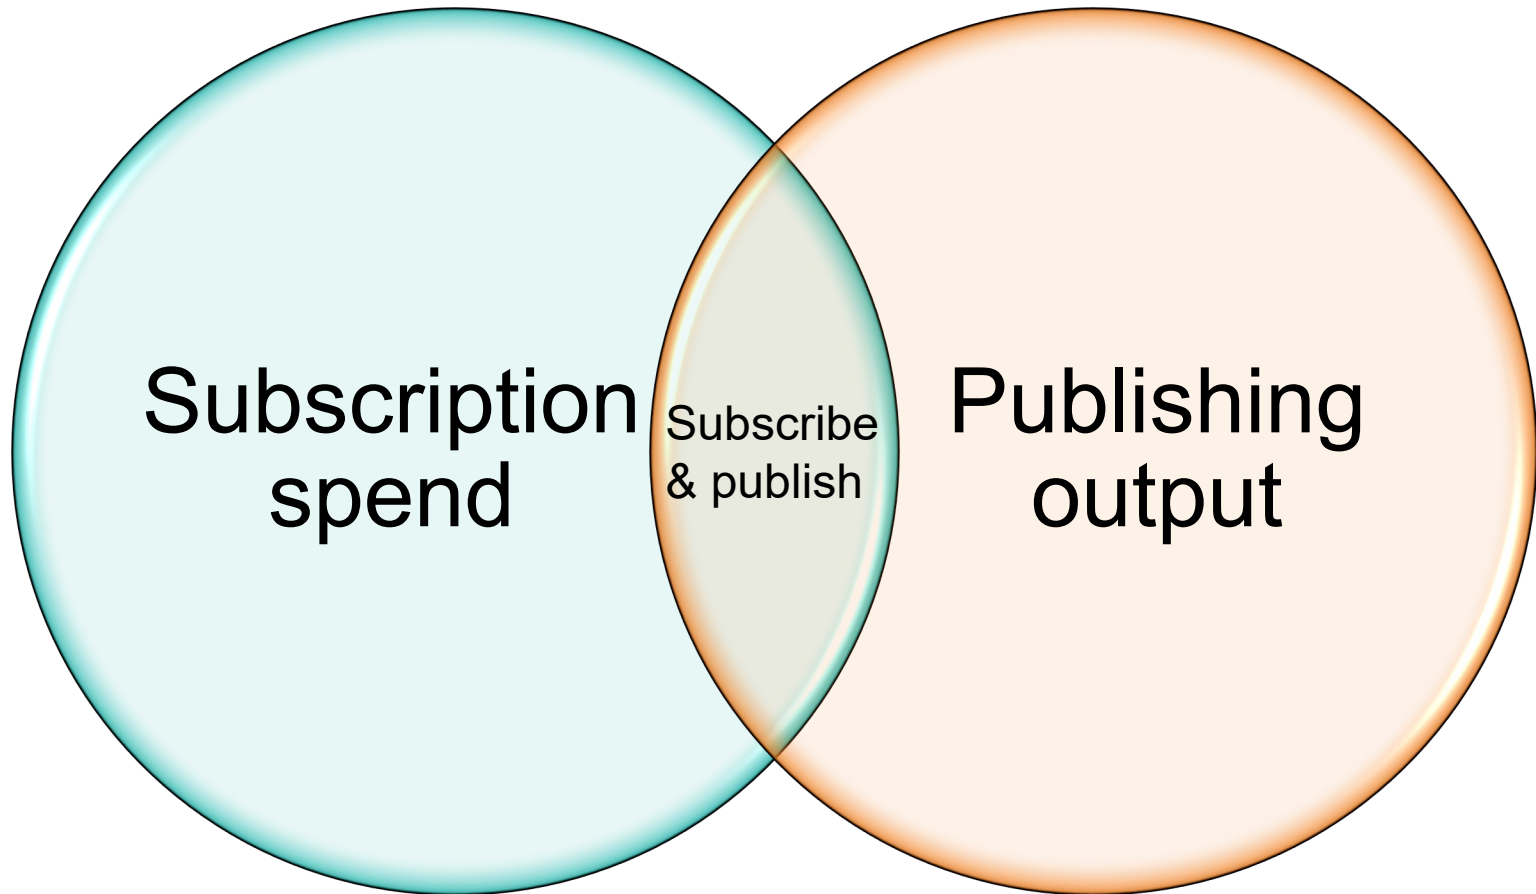 Subscription
spend
Subscribe
& publish
Publishing
output